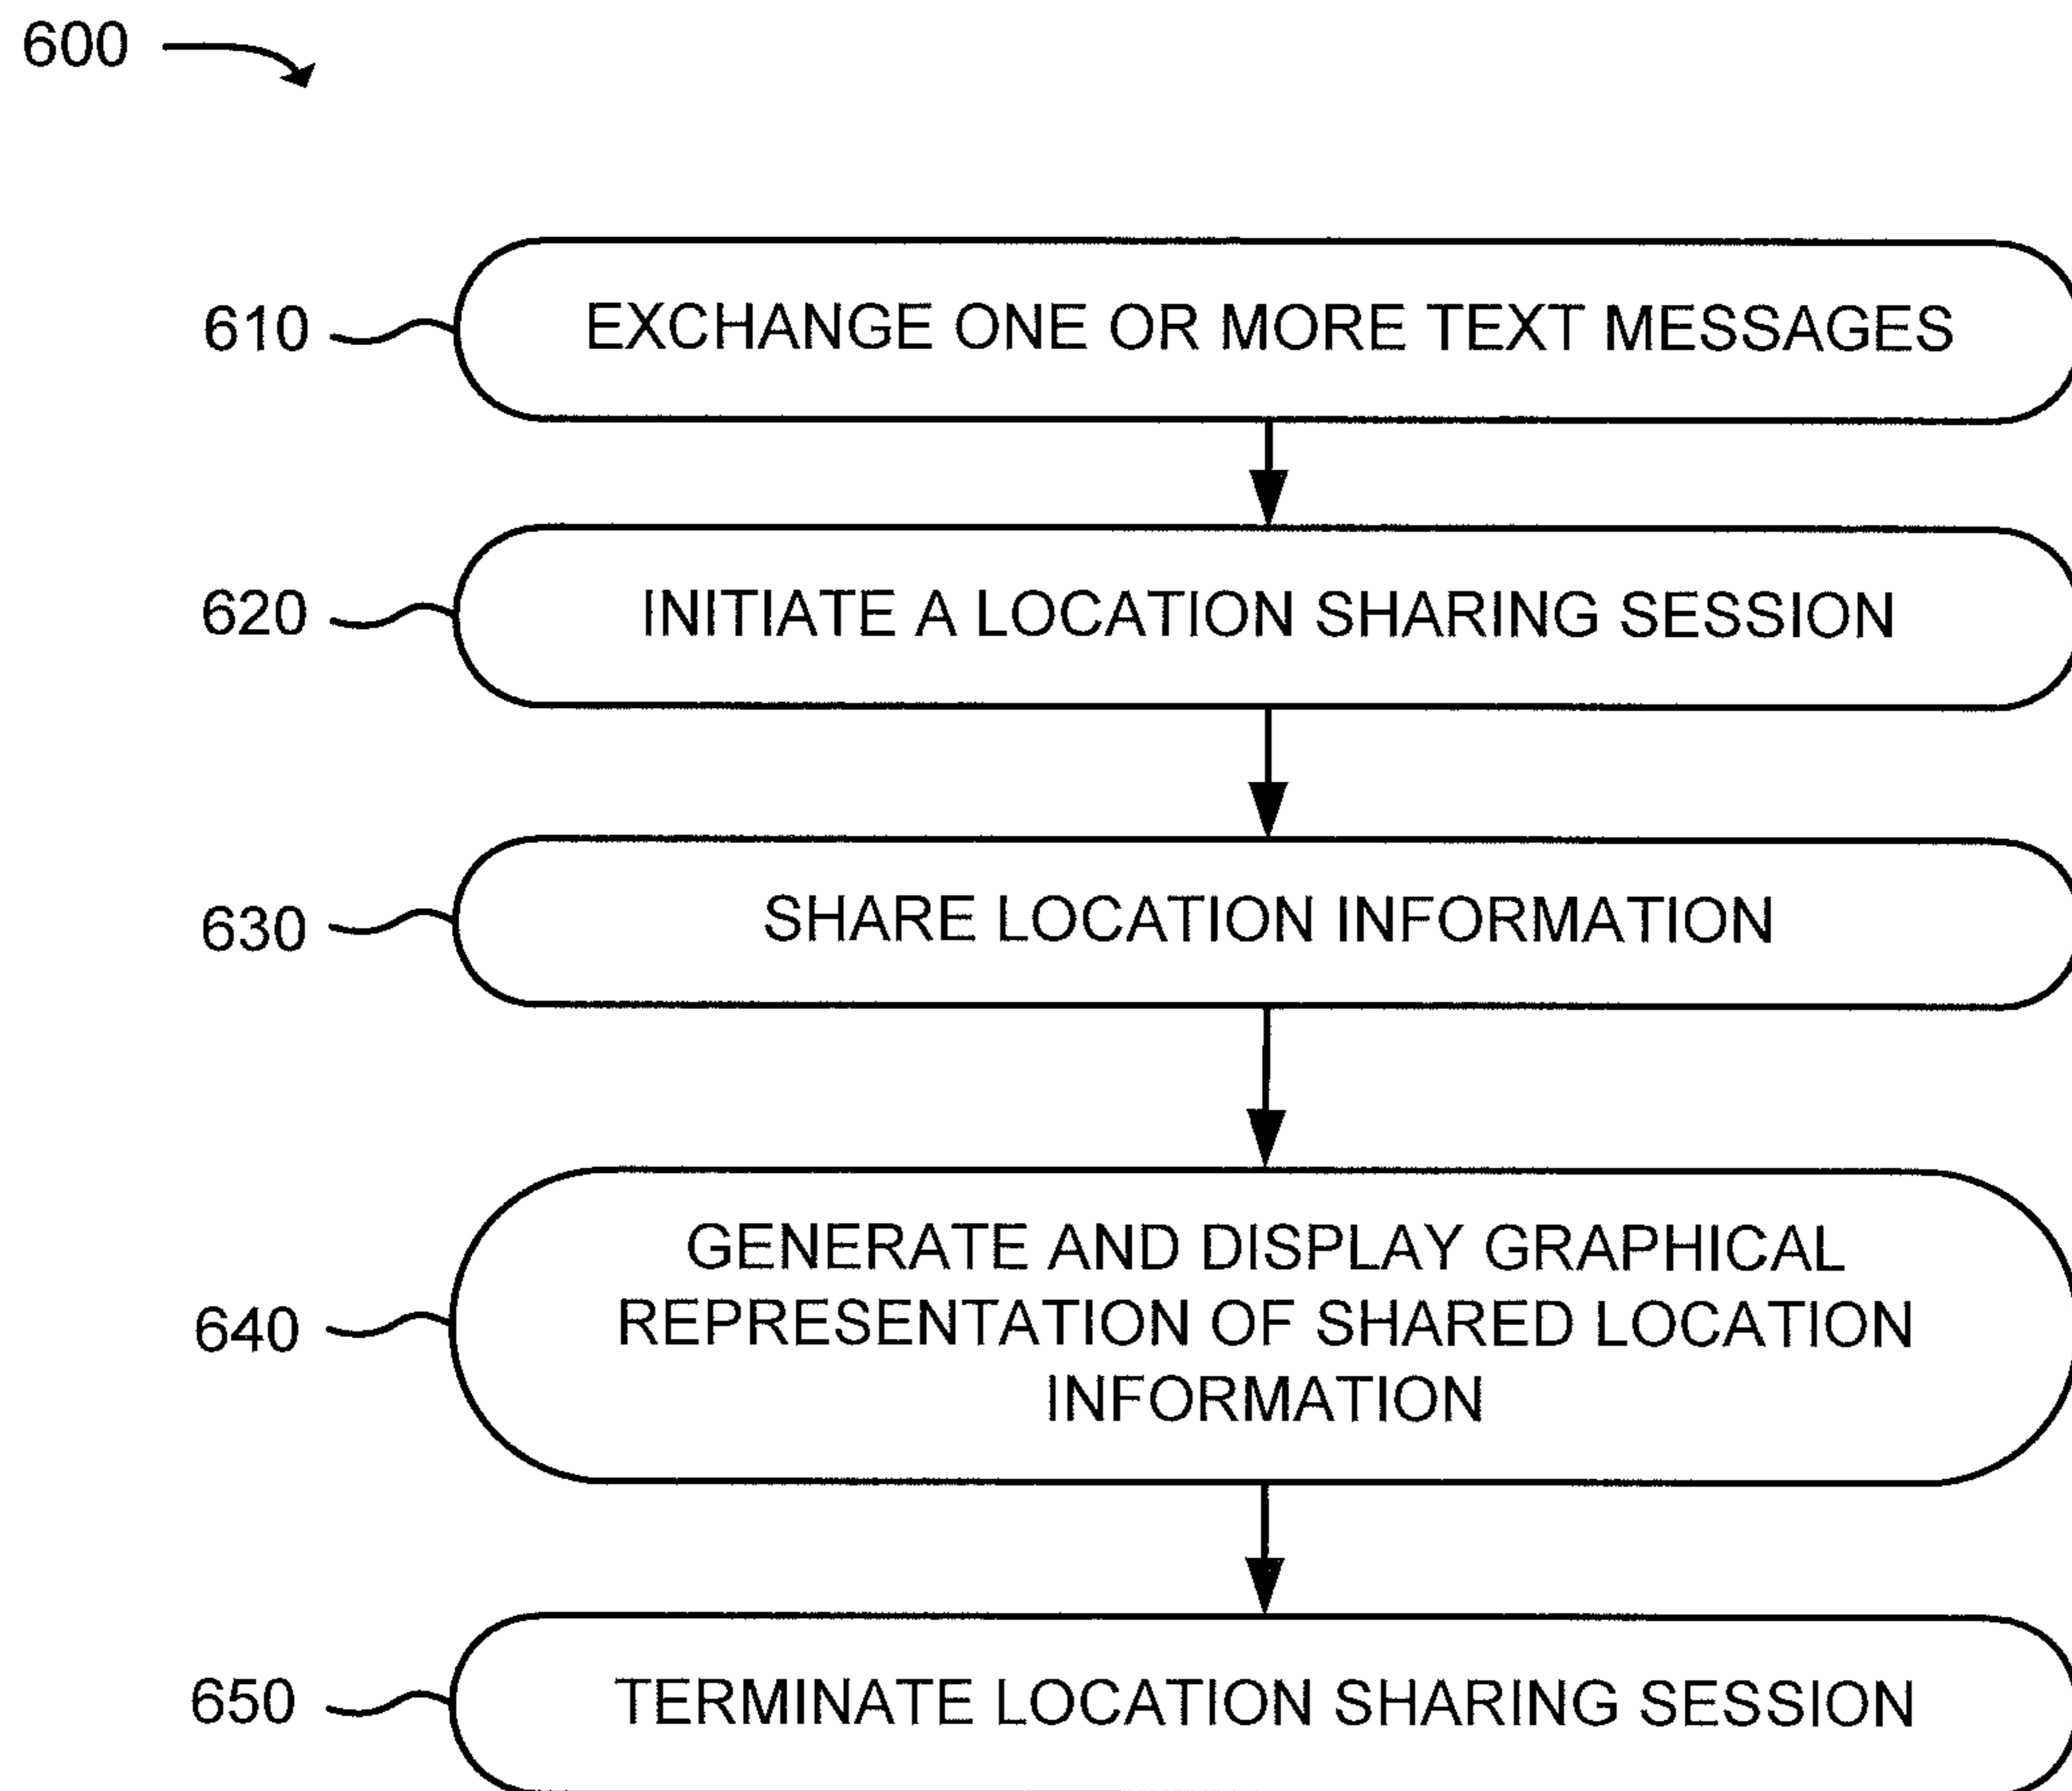 600
610
EXCHANGE ONE OR MORE TEXT MESSAGES
620
INITIATE A LOCATION SHARING SESSION
630
SHARE LOCATION INFORMATION
640
GENERATE AND DISPLAY GRAPHICAL
REPRESENTATION OF SHARED LOCATION
INFORMATION
650
TERMINATE LOCATION SHARING SESSION